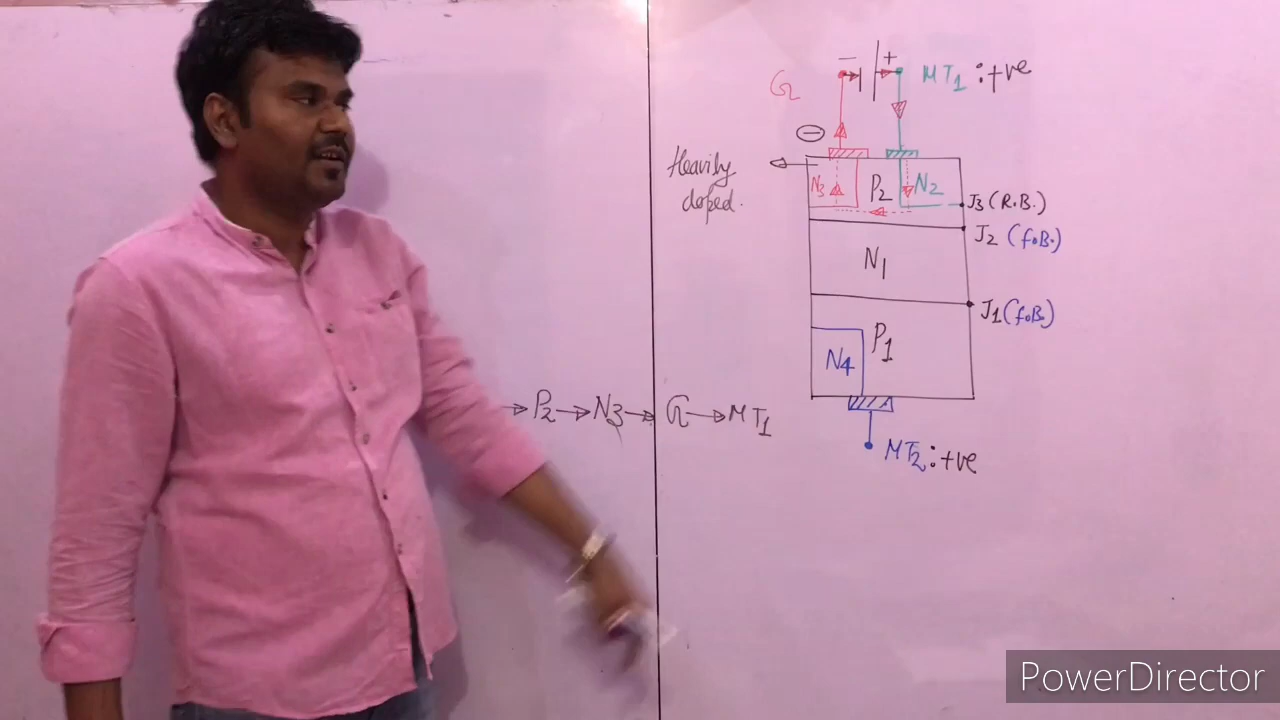 G
− +
MT1 :+ve
−
Heavily
doped.
N3 P2 N2
J3 (R.B.)
J2 (f.B.)
N1
J1 (f.B.)
P1
N4
→ P2 → N3 → G → MT1
MT2 :+ve
PowerDirector